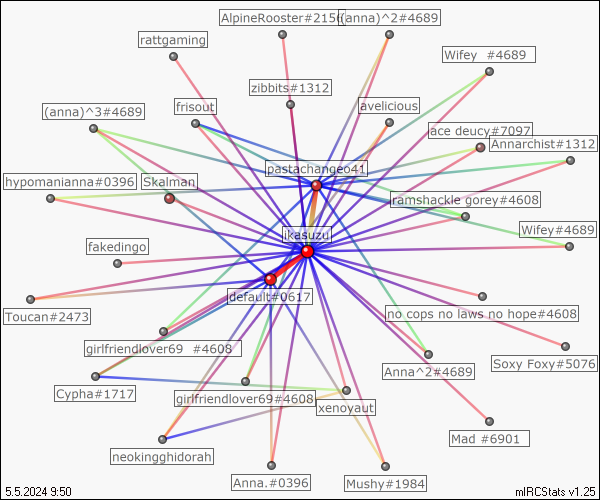 AlpineRooster#2156
(anna)^2#4689
rattgaming
Wifey  #4689
zibbits#1312
(anna)^3#4689
frisout
avelicious
ace deucy#7097
Annarchist#1312
pastachangeo41
hypomanianna#0396
Skalman
ramshackle gorey#4608
ikasuzu
Wifey#4689
fakedingo
default#0617
Toucan#2473
no cops no laws no hope#4608
girlfriendlover69  #4608
Anna^2#4689
Soxy Foxy#5076
Cypha#1717
girlfriendlover69#4608
xenoyaut
Mad #6901
neokingghidorah
Anna.#0396
Mushy#1984
5.5.2024 9:50
mIRCStats v1.25